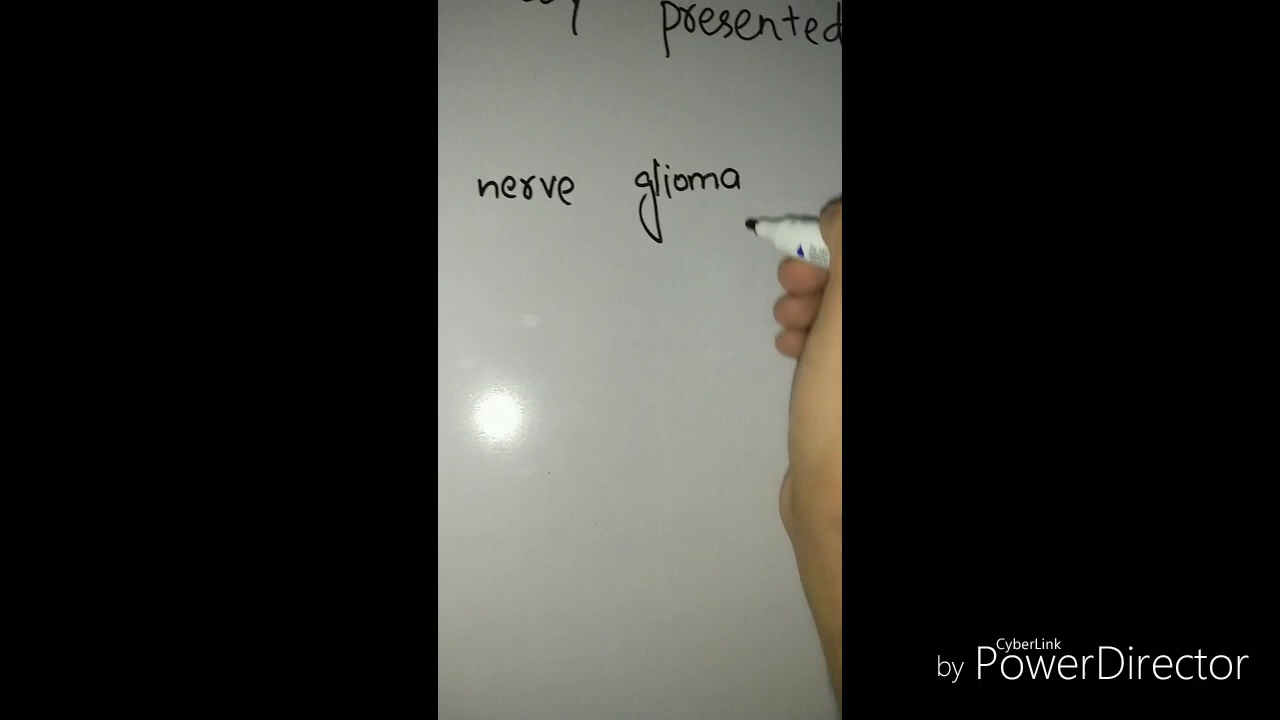 presented
nerve glioma
CyberLink
by PowerDirector